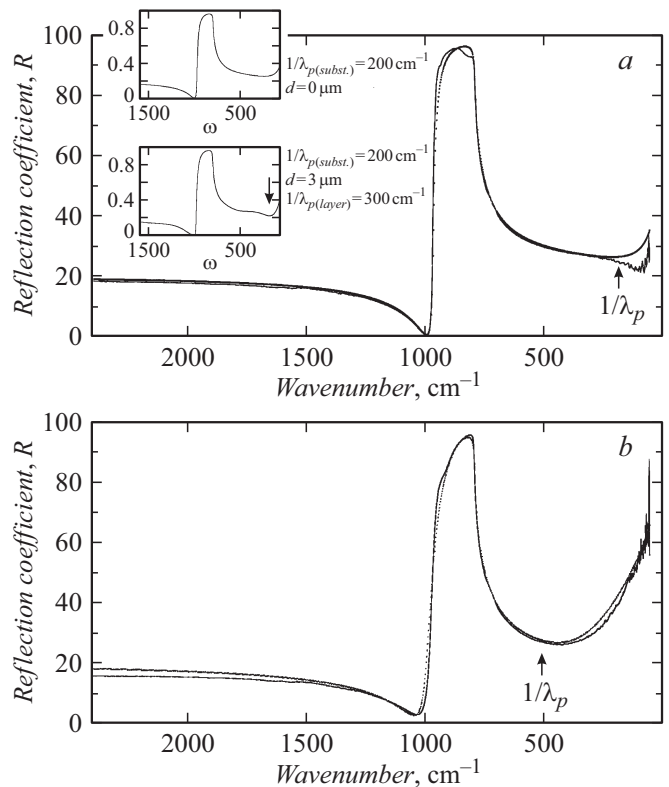 Reflection coefficient, R
100
80
60
40
20
0
a
0.8
0.4
0
1500
500
ω
1/λp(subst.) = 200 cm−1
d = 0 μm
0.8
0.4
0
1500
500
ω
1/λp(subst.) = 200 cm−1
d = 3 μm
1/λp(layer) = 300 cm−1
1/λp
2000
1500
1000
500
Wavenumber, cm−1
Reflection coefficient, R
100
80
60
40
20
0
b
1/λp
2000
1500
1000
500
Wavenumber, cm−1